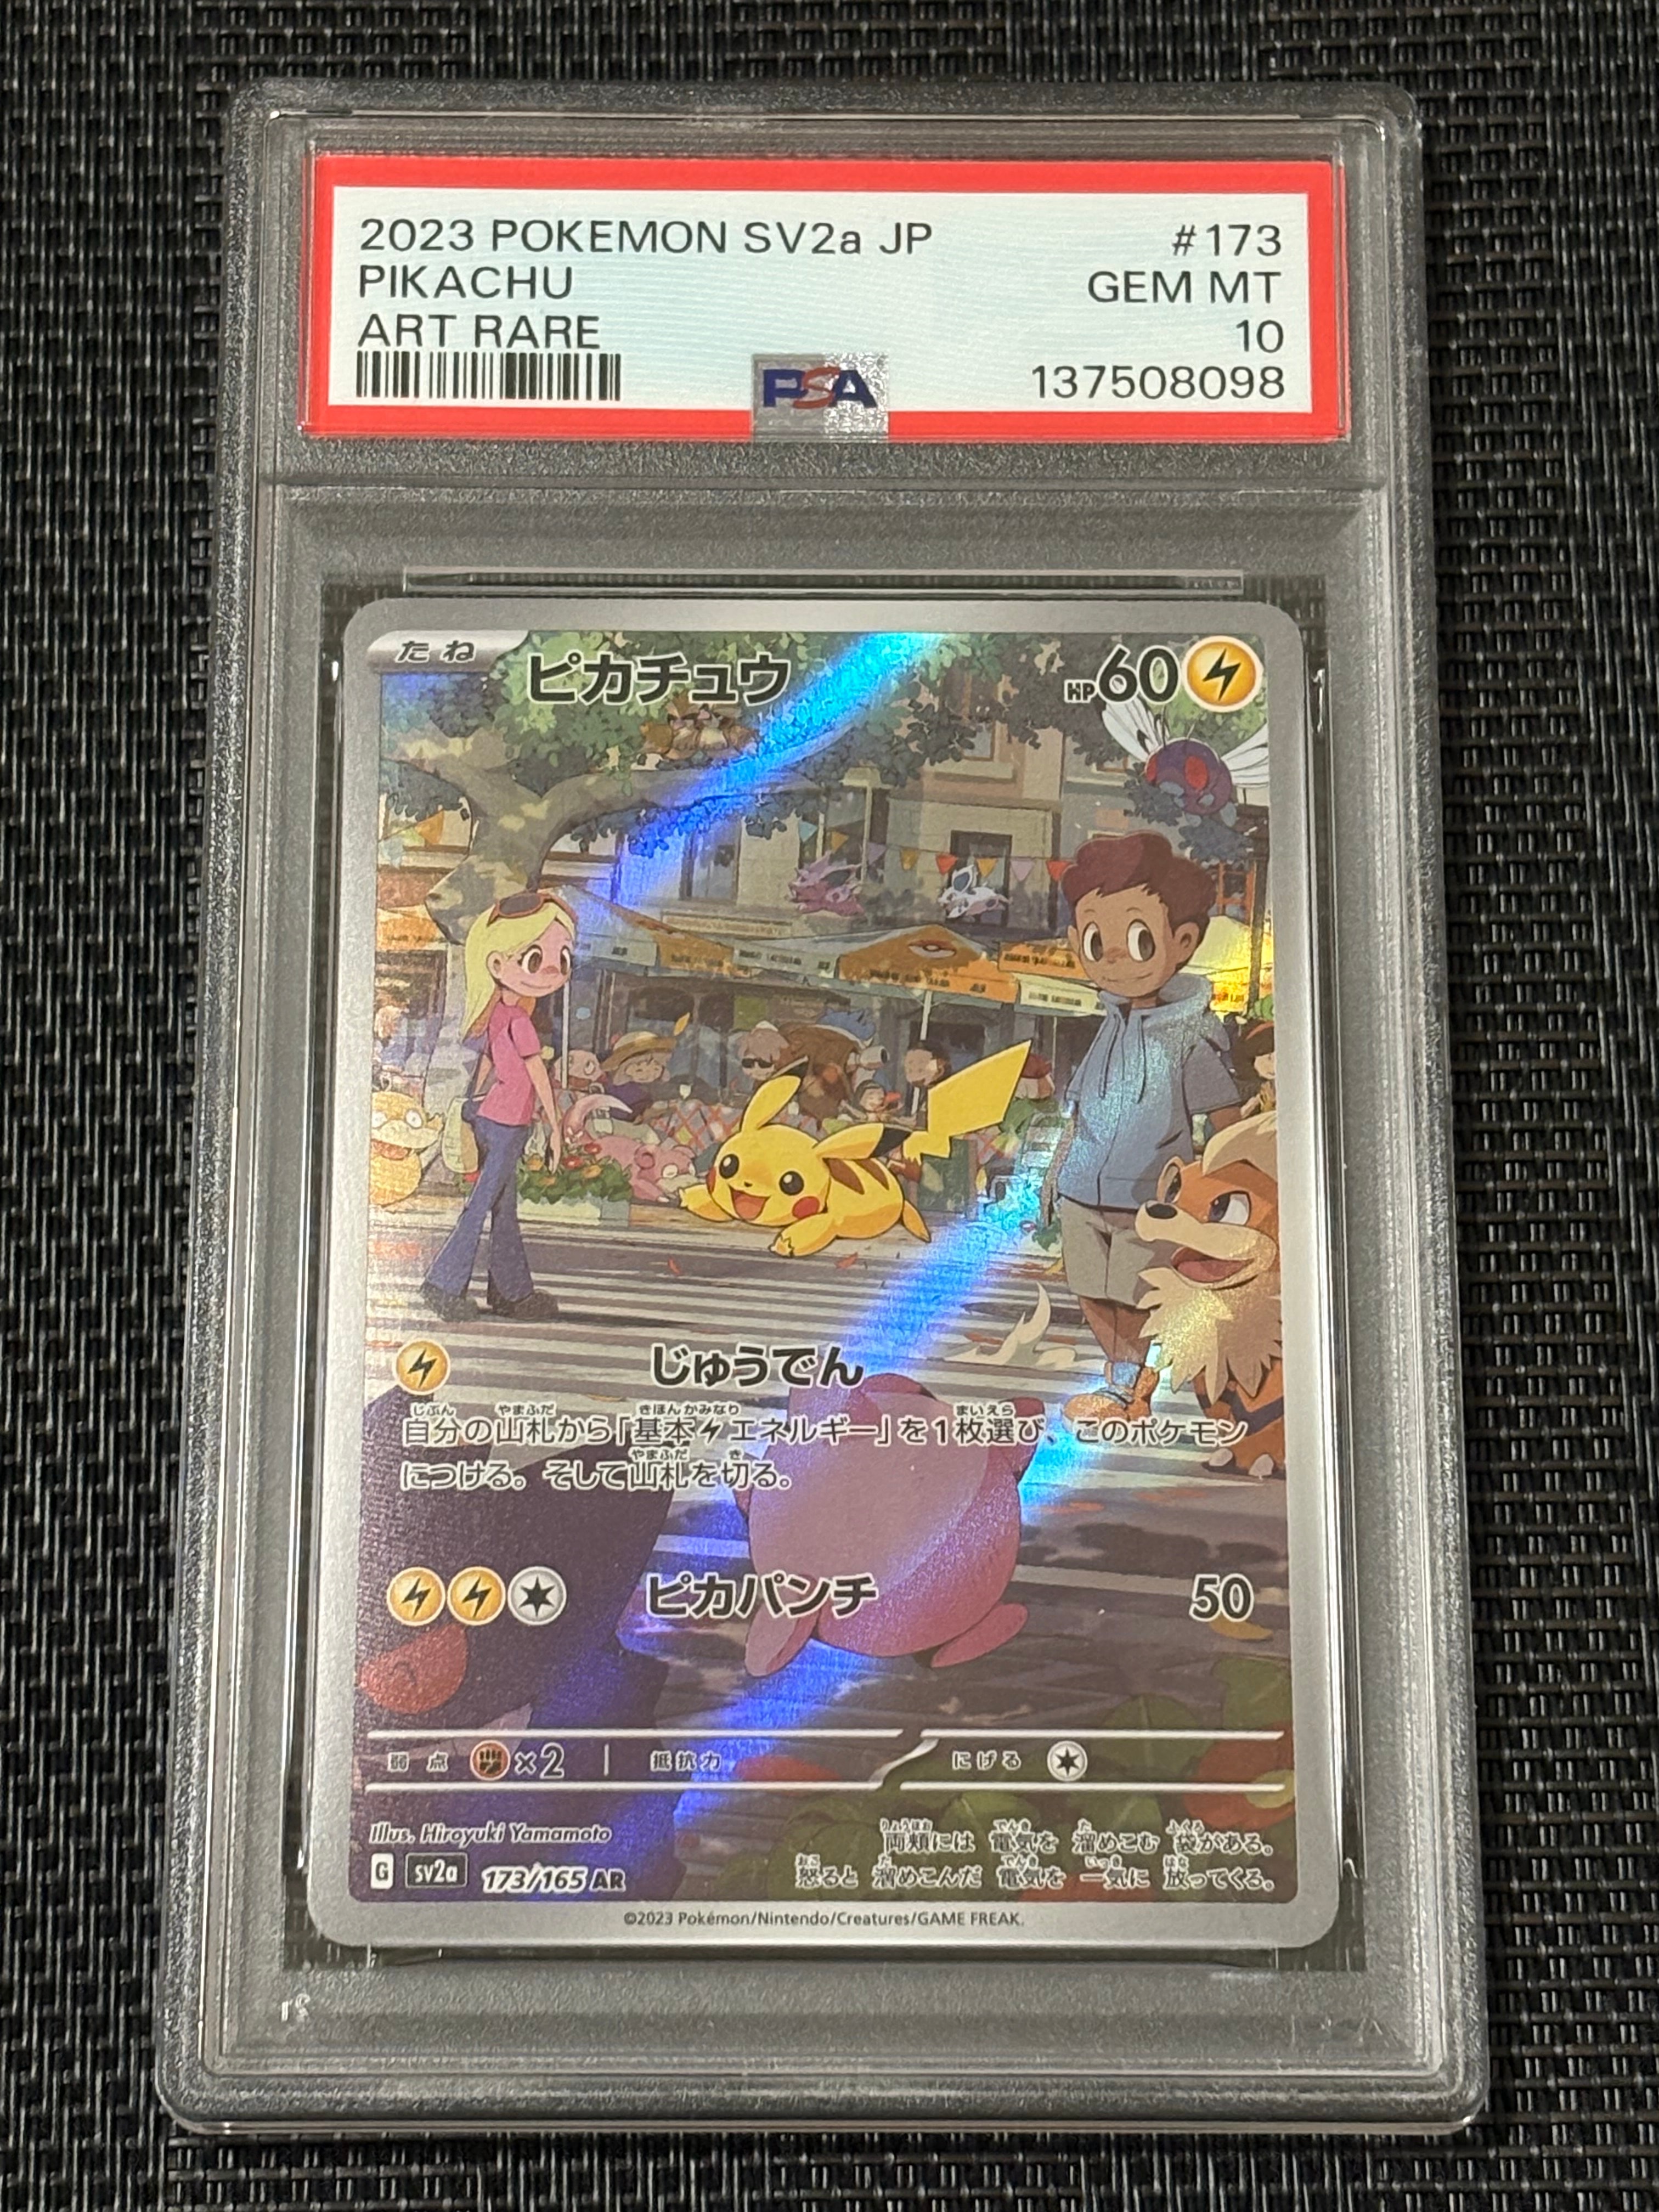 2023 POKEMON SV2a JP #173
PIKACHU GEM MT
ART RARE 10
PSA 137508098
たね ピカチュウ HP60
じゅうでん
自分の山札から「基本エネルギー」を1枚選び、このポケモン
につける。そして山札を切る。
ピカパンチ 50
弱点 ×2 抵抗力 にげる
Illus. Hiroyuki Yamamoto
両頬には 電気を 溜めこむ 袋がある。
G sv2a 173/165 AR
怒ると 溜めこんだ 電気を 一気に 放ってくる。
©2023 Pokémon/Nintendo/Creatures/GAME FREAK.